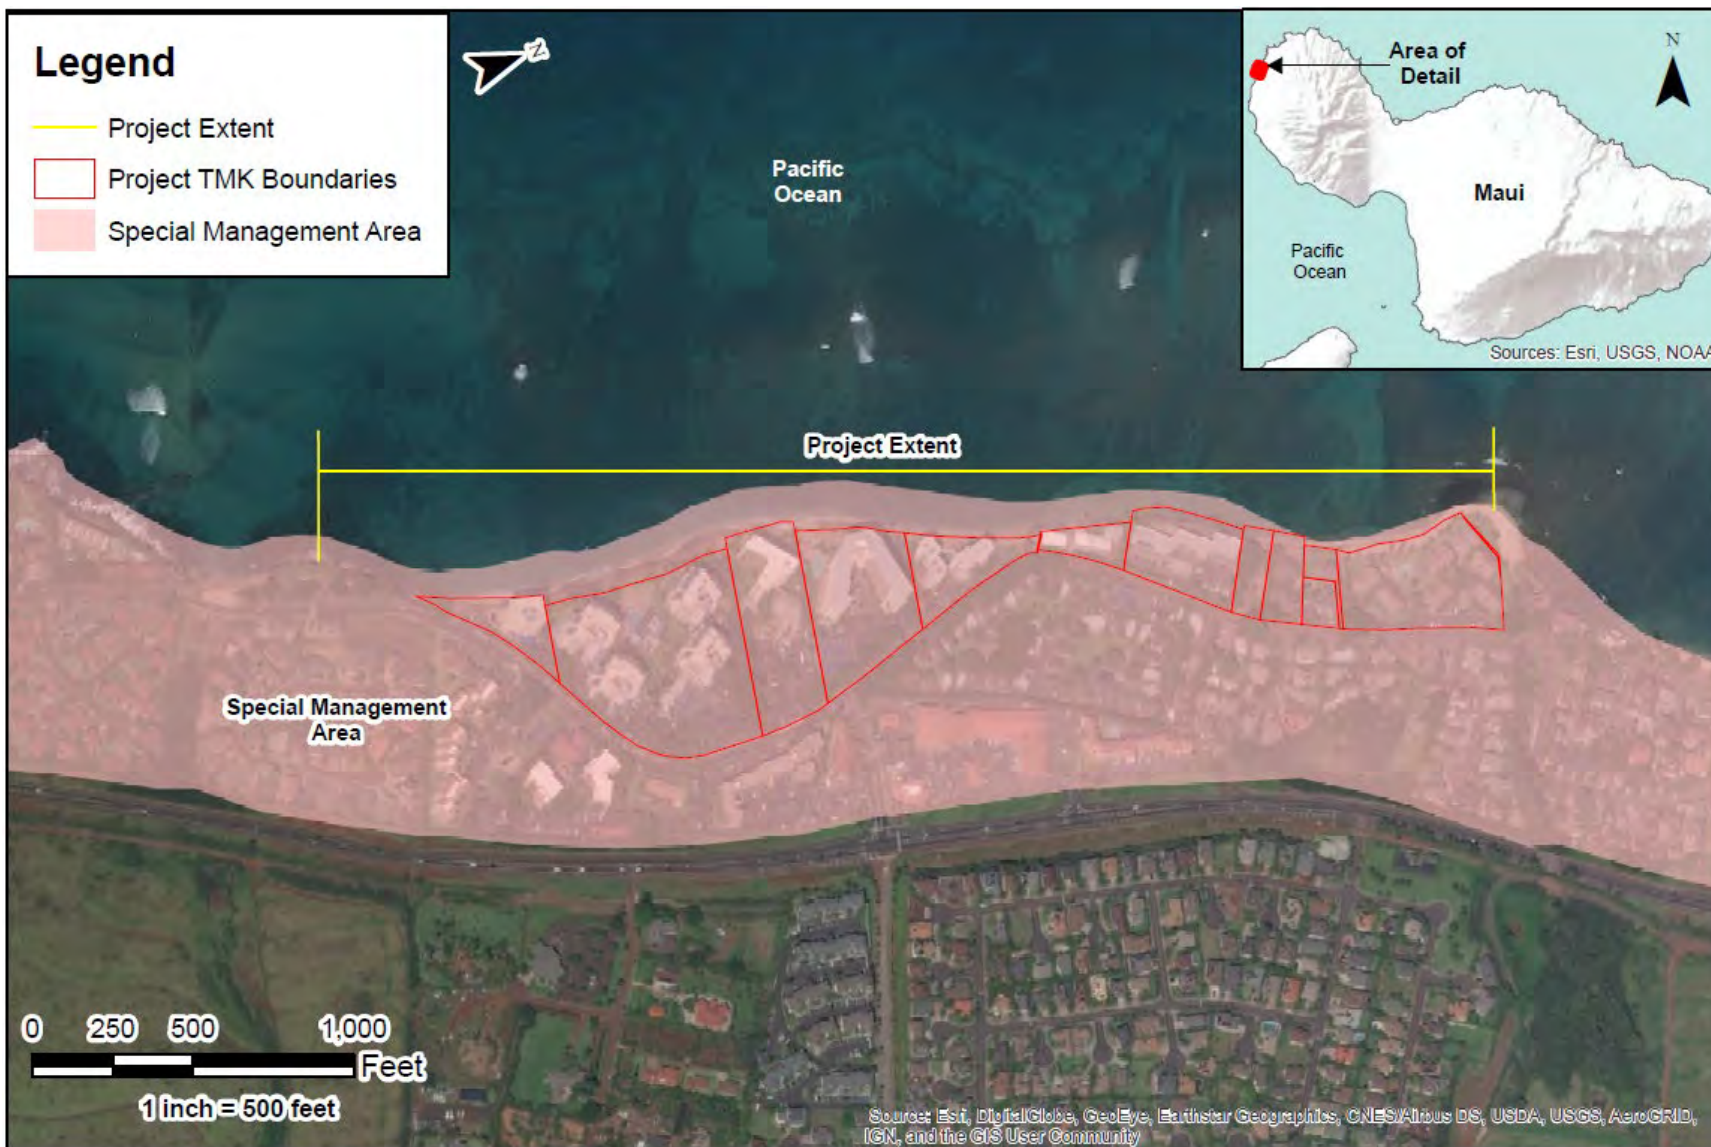 Legend
Project Extent
Project TMK Boundaries
Special Management Area
N
Pacific
Ocean
Area of
Detail
N
Maui
Pacific
Ocean
Sources: Esri, USGS, NOAA
Project Extent
Special Management
Area
0 250 500 1,000
Feet
1 inch = 500 feet
Source: Esri, DigitalGlobe, GeoEye, Earthstar Geographics, CNES/Airbus DS, USDA, USGS, AeroGRID,
IGN, and the GIS User Community